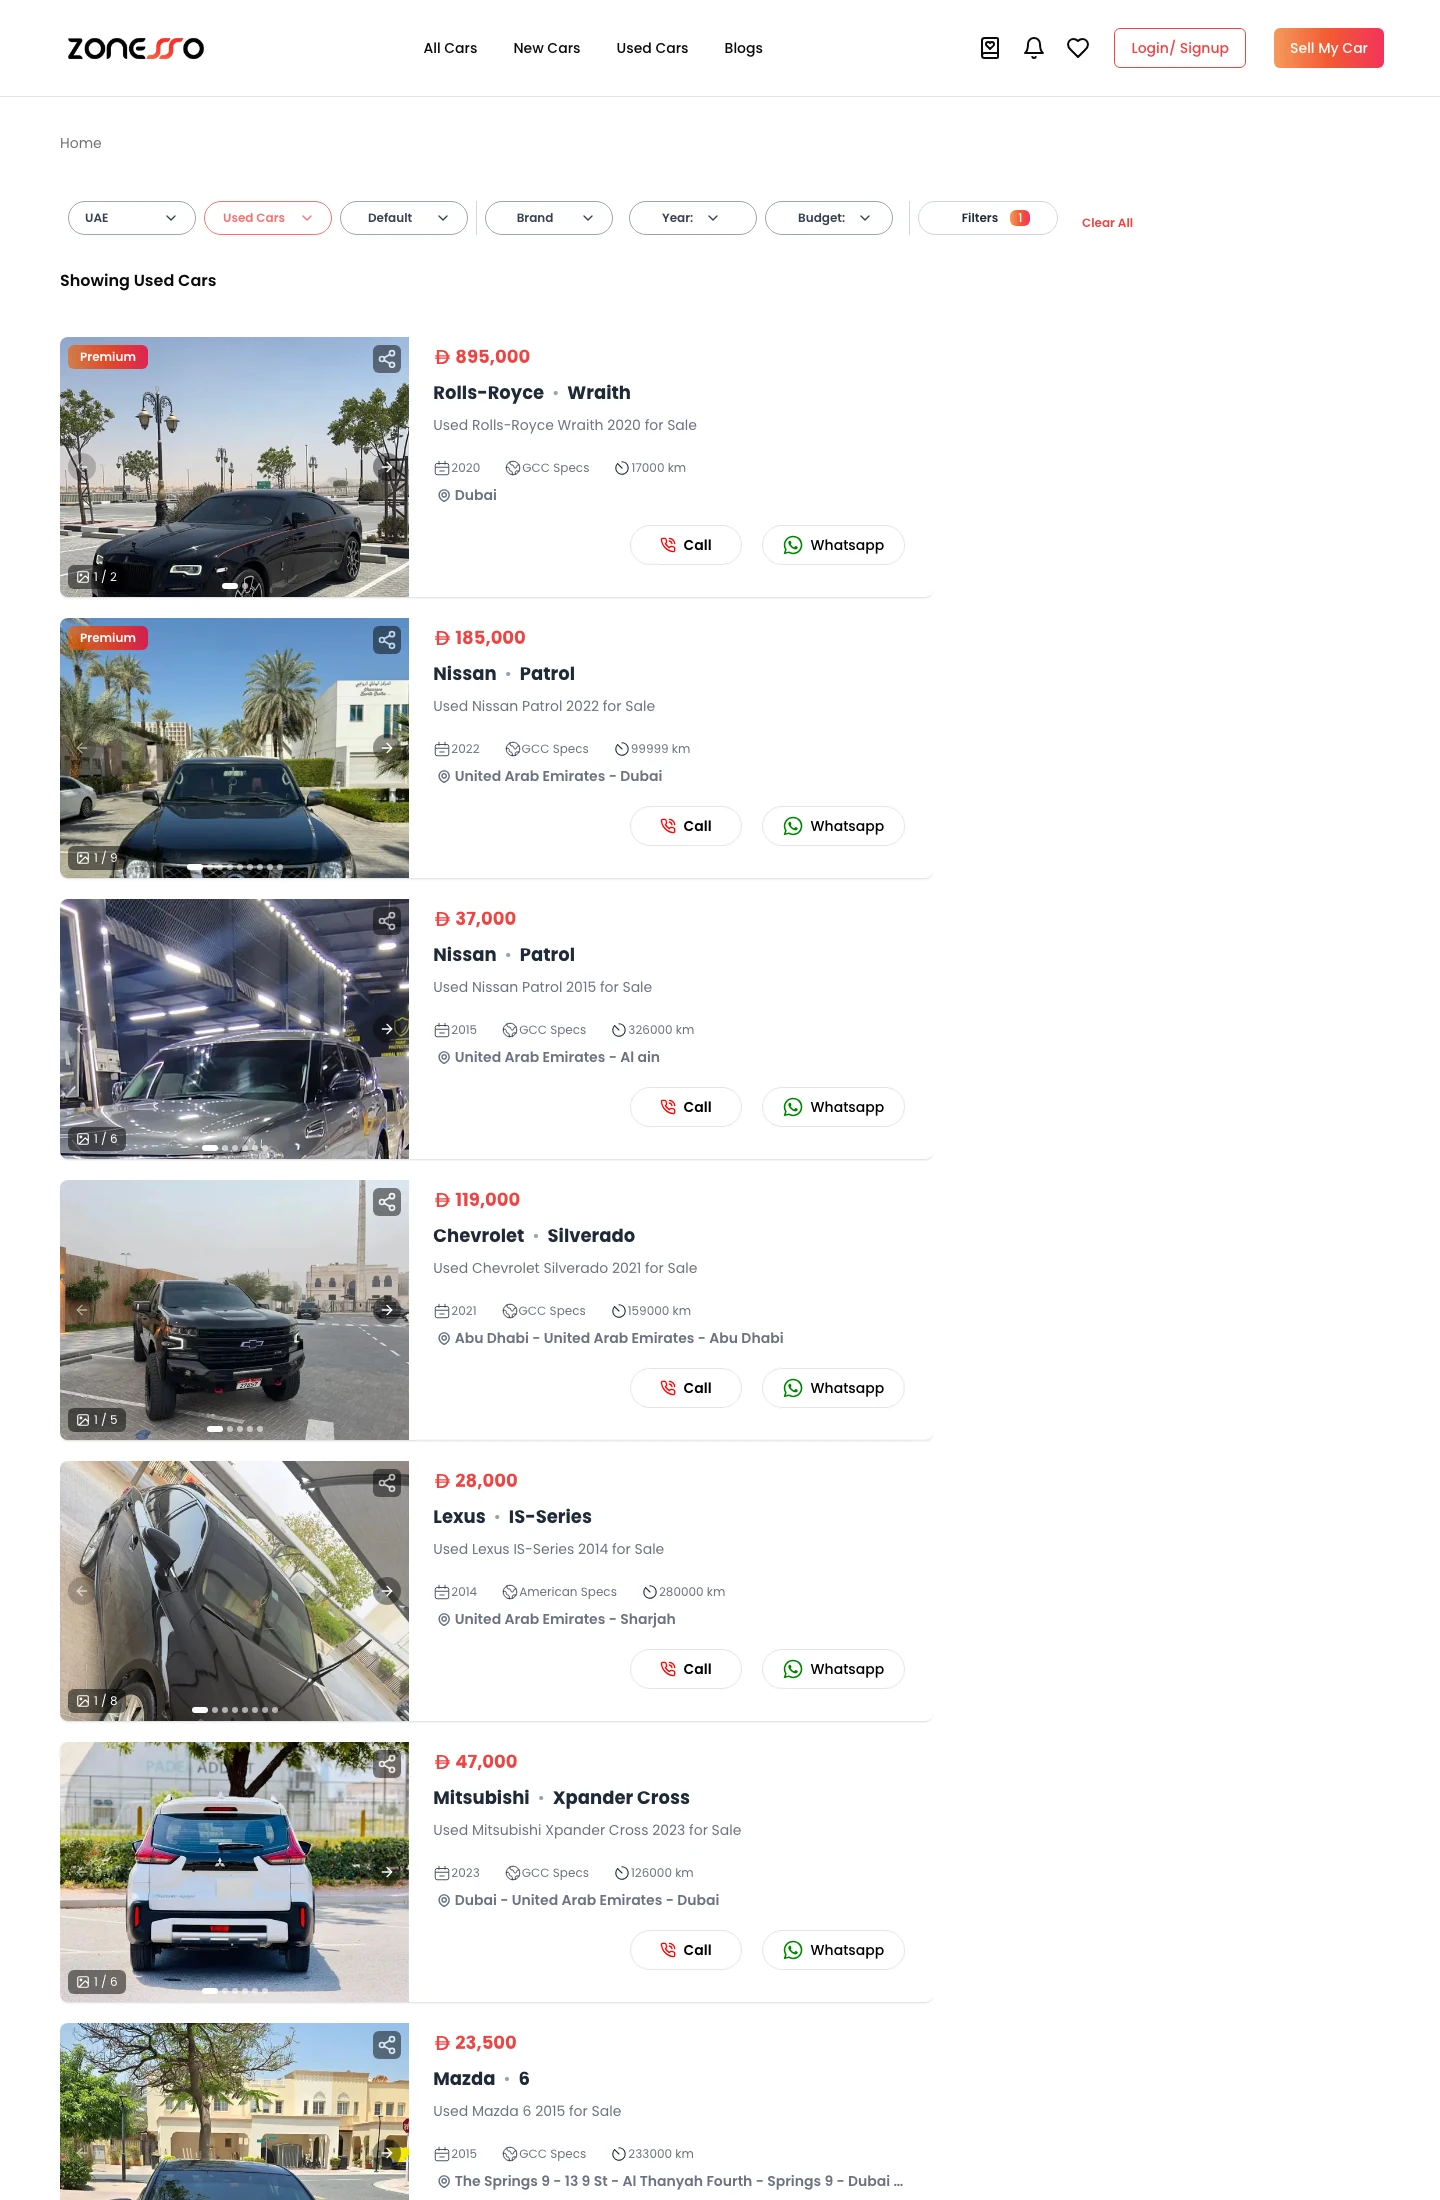 zonesso
All Cars
New Cars
Used Cars
Blogs
Login/ Signup
Sell My Car
Home
UAE
Used Cars
Default
Brand
Year:
Budget:
Filters 1
Clear All
Showing Used Cars
Premium
1 / 2
895,000
Rolls-Royce • Wraith
Used Rolls-Royce Wraith 2020 for Sale
2020 GCC Specs 17000 km
Dubai
Call
Whatsapp
Premium
1 / 9
185,000
Nissan • Patrol
Used Nissan Patrol 2022 for Sale
2022 GCC Specs 99999 km
United Arab Emirates - Dubai
Call
Whatsapp
1 / 6
37,000
Nissan • Patrol
Used Nissan Patrol 2015 for Sale
2015 GCC Specs 326000 km
United Arab Emirates - Al ain
Call
Whatsapp
1 / 5
119,000
Chevrolet • Silverado
Used Chevrolet Silverado 2021 for Sale
2021 GCC Specs 159000 km
Abu Dhabi - United Arab Emirates - Abu Dhabi
Call
Whatsapp
1 / 8
28,000
Lexus • IS-Series
Used Lexus IS-Series 2014 for Sale
2014 American Specs 280000 km
United Arab Emirates - Sharjah
Call
Whatsapp
1 / 6
47,000
Mitsubishi • Xpander Cross
Used Mitsubishi Xpander Cross 2023 for Sale
2023 GCC Specs 126000 km
Dubai - United Arab Emirates - Dubai
Call
Whatsapp
23,500
Mazda • 6
Used Mazda 6 2015 for Sale
2015 GCC Specs 233000 km
The Springs 9 - 13 9 St - Al Thanyah Fourth - Springs 9 - Dubai ...